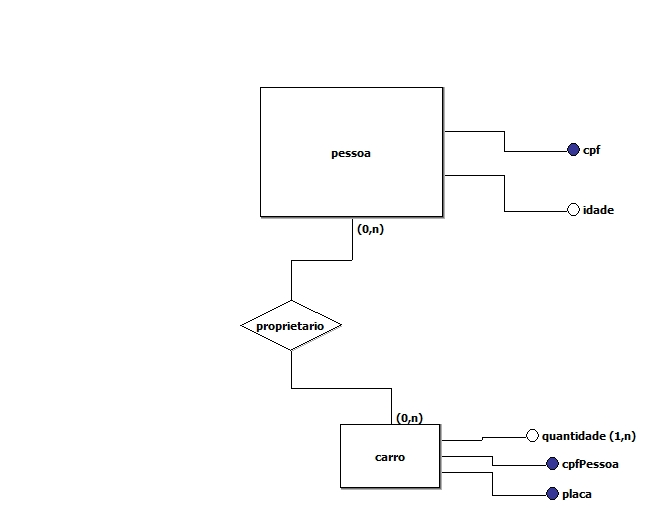 pessoa
cpf
idade
(0,n)
proprietario
(0,n)
carro
quantidade (1,n)
cpfPessoa
placa